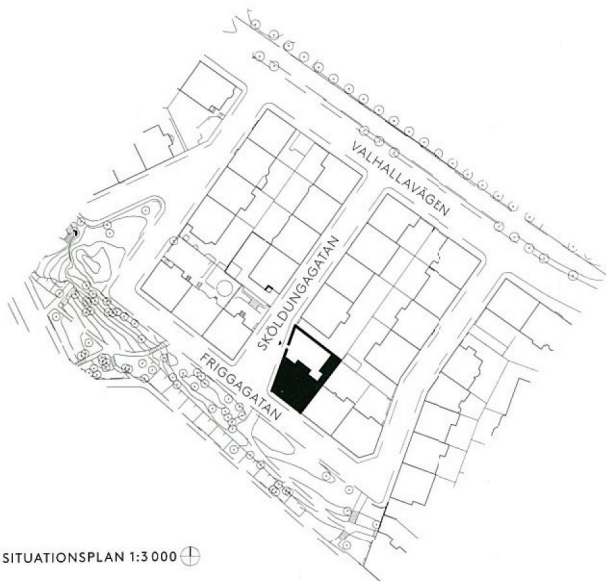 VALHALLAVÄGEN
SKÖLDUNGAGATAN
FRIGGAGATAN
SITUATIONSPLAN 1:3 000